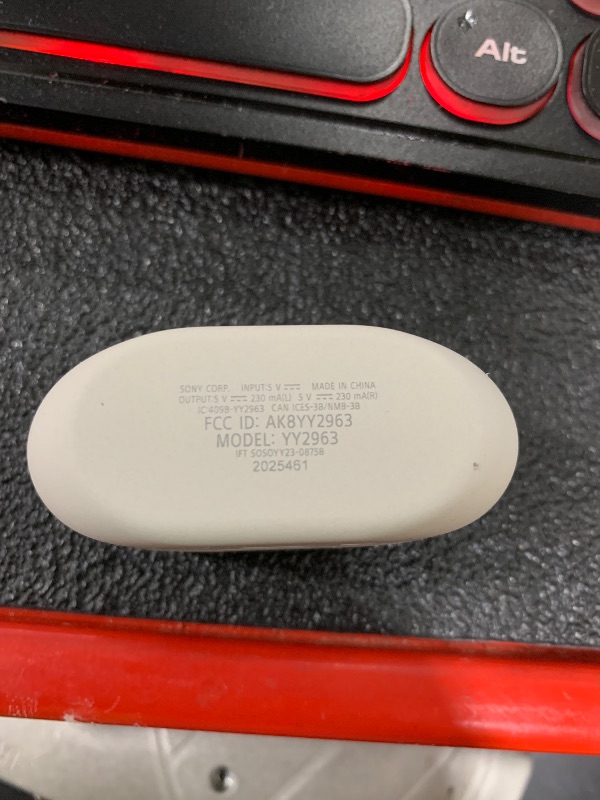 Alt
SONY CORP. INPUT:5 V ⎓ MADE IN CHINA
OUTPUT:5 V ⎓ 230 mA(L) 5 V ⎓ 230 mA(R)
IC:409B-YY2963 CAN ICES-3B/NMB-3B
FCC ID: AK8YY2963
MODEL: YY2963
IFT SOSOYY23-08758
2025461